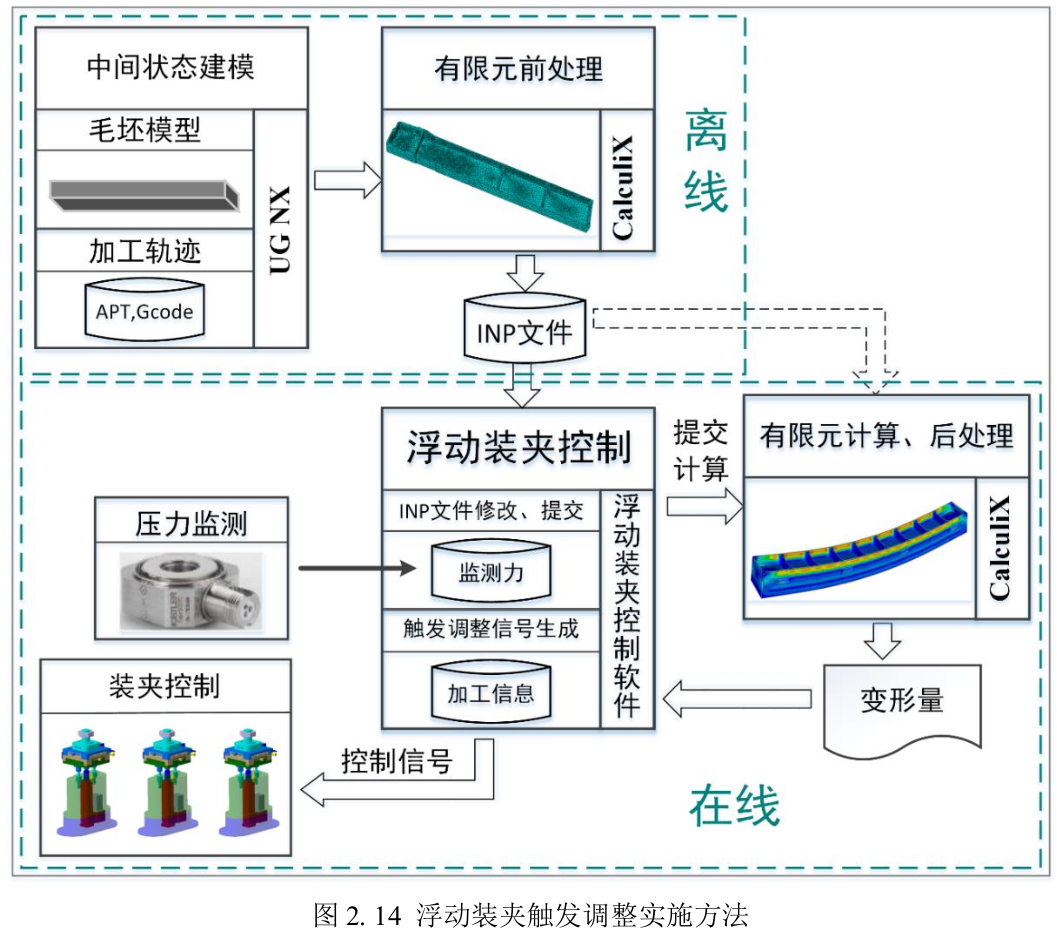 中间状态建模
毛坯模型
加工轨迹
APT,Gcode
UG NX
有限元前处理
CalculiX
离线
INP文件
浮动装夹控制
INP文件修改、提交
监测力
触发调整信号生成
加工信息
浮动装夹控制软件
提交
计算
有限元计算、后处理
CalculiX
变形量
压力监测
KISTLER
装夹控制
控制信号
在线
图 2. 14 浮动装夹触发调整实施方法